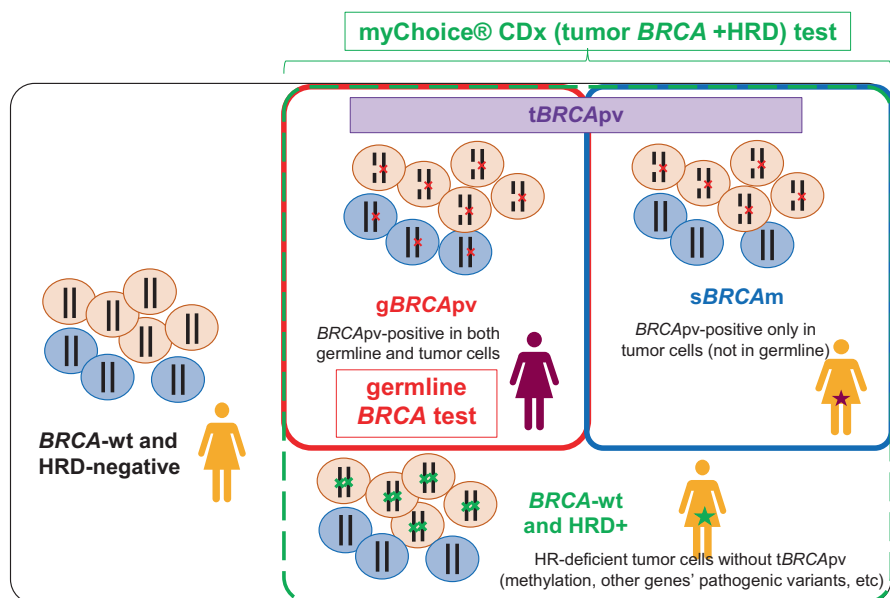 myChoice® CDx (tumor BRCA +HRD) test
tBRCApv
gBRCApv
BRCApv-positive in both
germline and tumor cells
germline
BRCA test
sBRCAm
BRCApv-positive only in
tumor cells (not in germline)
BRCA-wt and
HRD-negative
BRCA-wt
and HRD+
HR-deficient tumor cells without tBRCApv
(methylation, other genes’ pathogenic variants, etc)